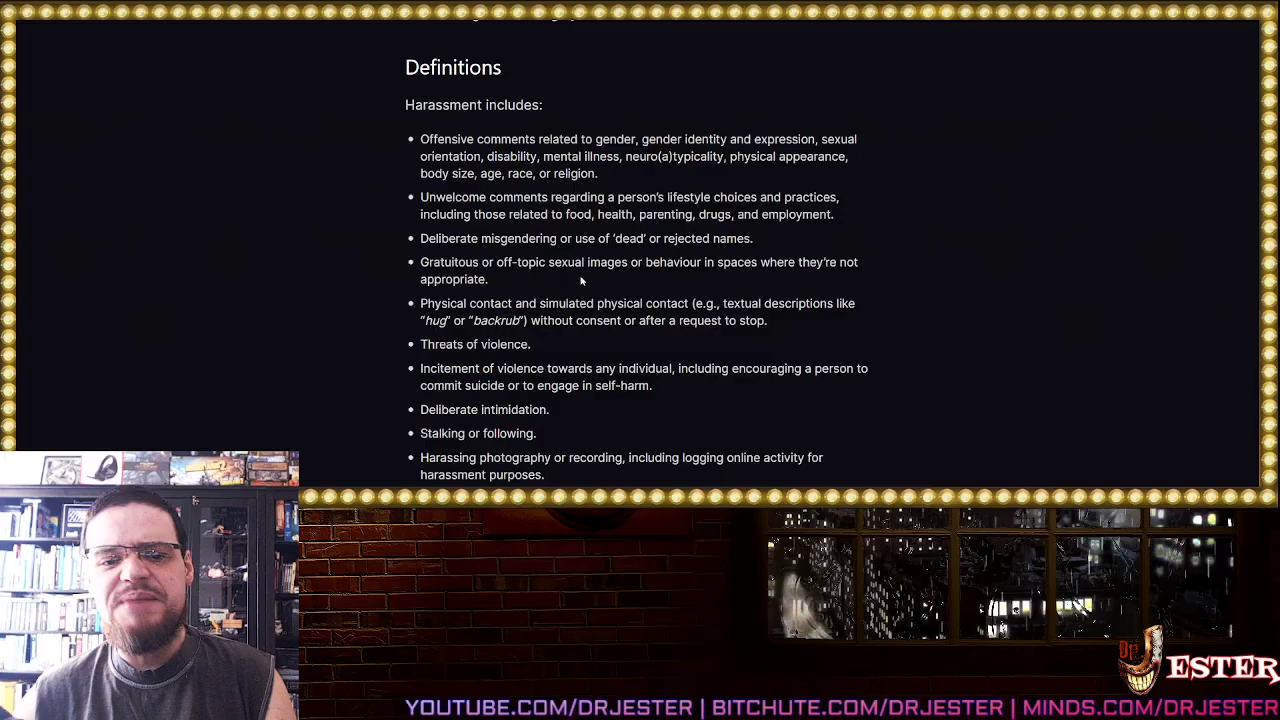 Definitions
Harassment includes:
• Offensive comments related to gender, gender identity and expression, sexual
orientation, disability, mental illness, neuro(a)typicality, physical appearance,
body size, age, race, or religion.
• Unwelcome comments regarding a person’s lifestyle choices and practices,
including those related to food, health, parenting, drugs, and employment.
• Deliberate misgendering or use of ‘dead’ or rejected names.
• Gratuitous or off-topic sexual images or behaviour in spaces where they’re not
appropriate.
• Physical contact and simulated physical contact (e.g., textual descriptions like
“hug” or “backrub”) without consent or after a request to stop.
• Threats of violence.
• Incitement of violence towards any individual, including encouraging a person to
commit suicide or to engage in self-harm.
• Deliberate intimidation.
• Stalking or following.
• Harassing photography or recording, including logging online activity for
harassment purposes.
Dr
JESTER
YOUTUBE.COM/DRJESTER | BITCHUTE.COM/DRJESTER | MINDS.COM/DRJESTER